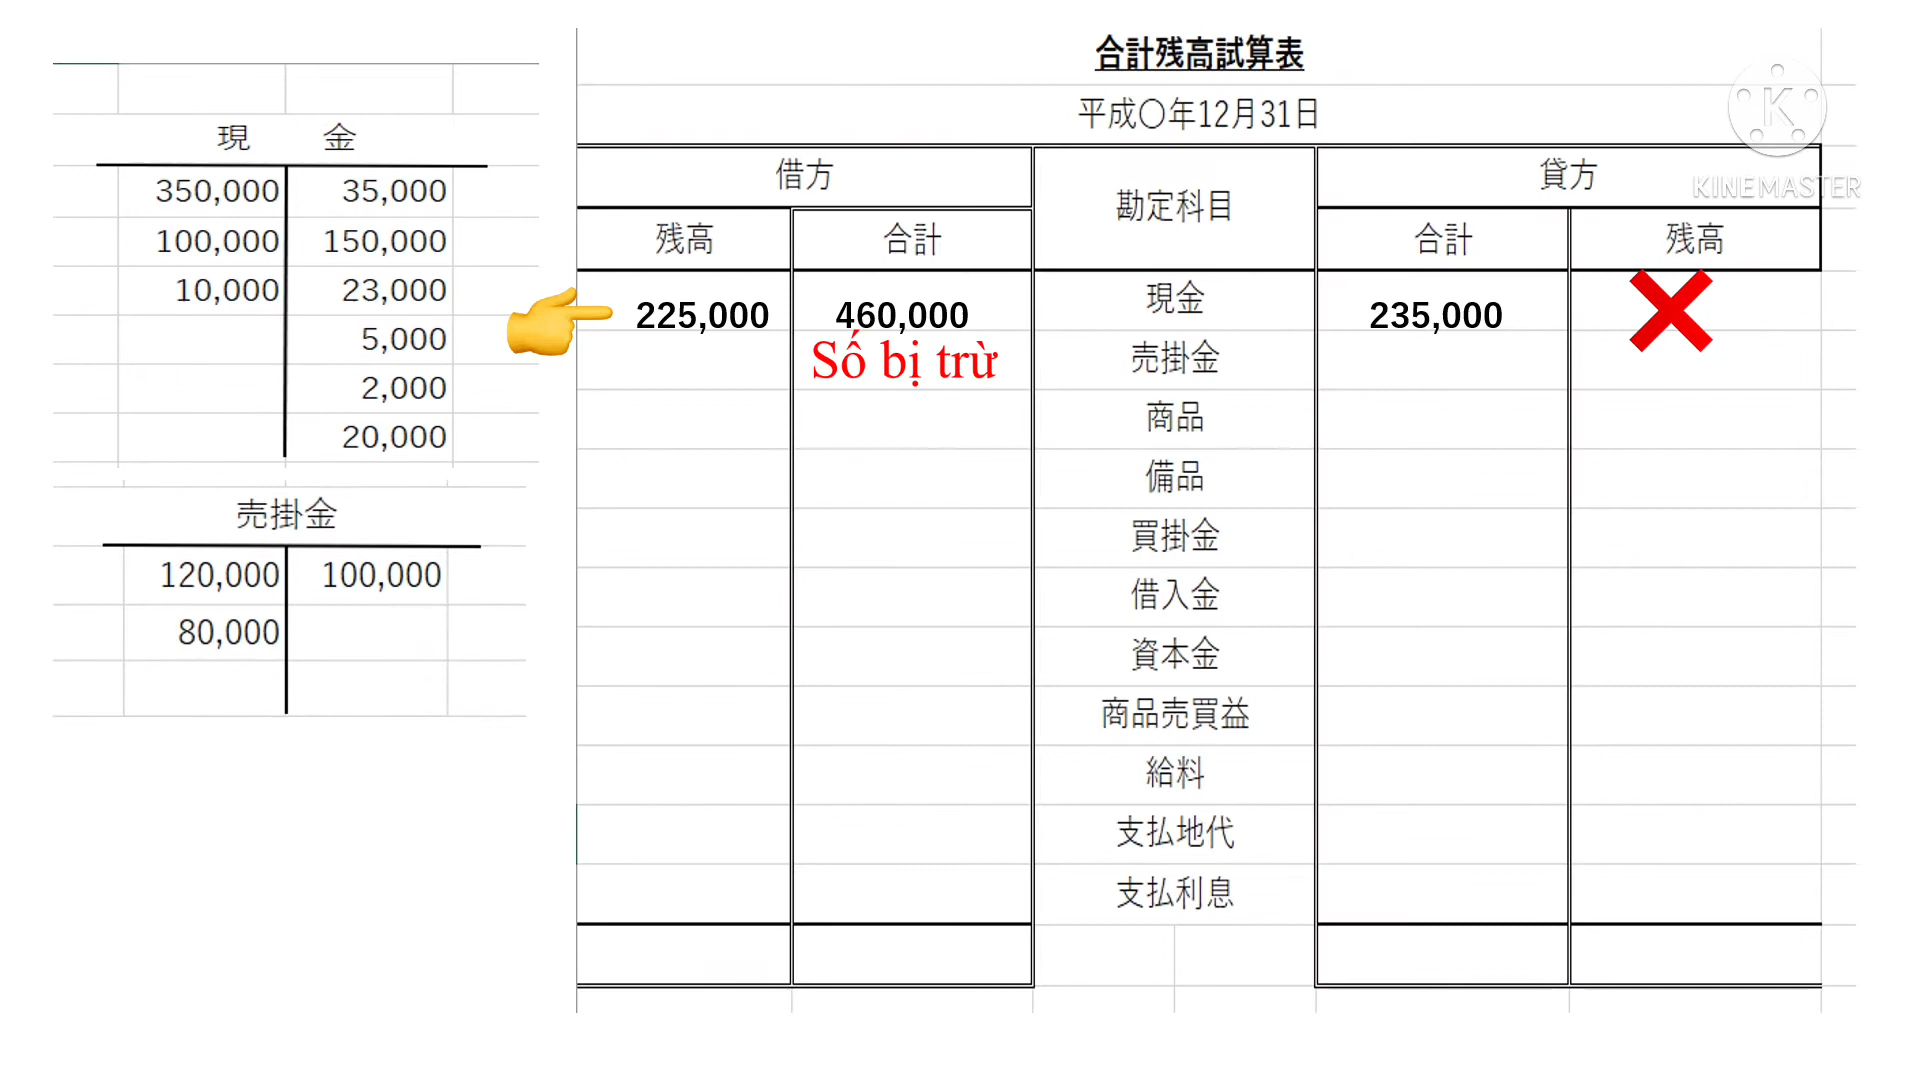 現 金
350,000 35,000
100,000 150,000
10,000 23,000
5,000
2,000
20,000
売掛金
120,000 100,000
80,000
合計残高試算表
平成〇年12月31日
借方 勘定科目 貸方
残高 合計 合計 残高
225,000 460,000 現金 235,000
Số bị trừ
売掛金
商品
備品
買掛金
借入金
資本金
商品売買益
給料
支払地代
支払利息
K
KINEMASTER